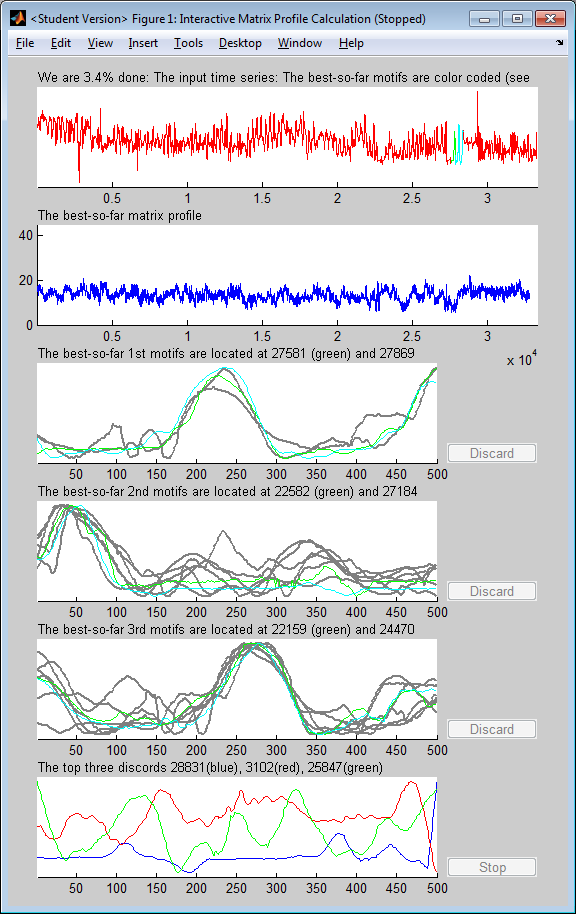 <Student Version> Figure 1: Interactive Matrix Profile Calculation (Stopped)
File Edit View Insert Tools Desktop Window Help
We are 3.4% done: The input time series: The best-so-far motifs are color coded (see
0.5 1 1.5 2 2.5 3
The best-so-far matrix profile
40
20
0
0.5 1 1.5 2 2.5 3
x 10^4
The best-so-far 1st motifs are located at 27581 (green) and 27869
Discard
50 100 150 200 250 300 350 400 450 500
The best-so-far 2nd motifs are located at 22582 (green) and 27184
Discard
50 100 150 200 250 300 350 400 450 500
The best-so-far 3rd motifs are located at 22159 (green) and 24470
Discard
50 100 150 200 250 300 350 400 450 500
The top three discords 28831(blue), 3102(red), 25847(green)
Stop
50 100 150 200 250 300 350 400 450 500